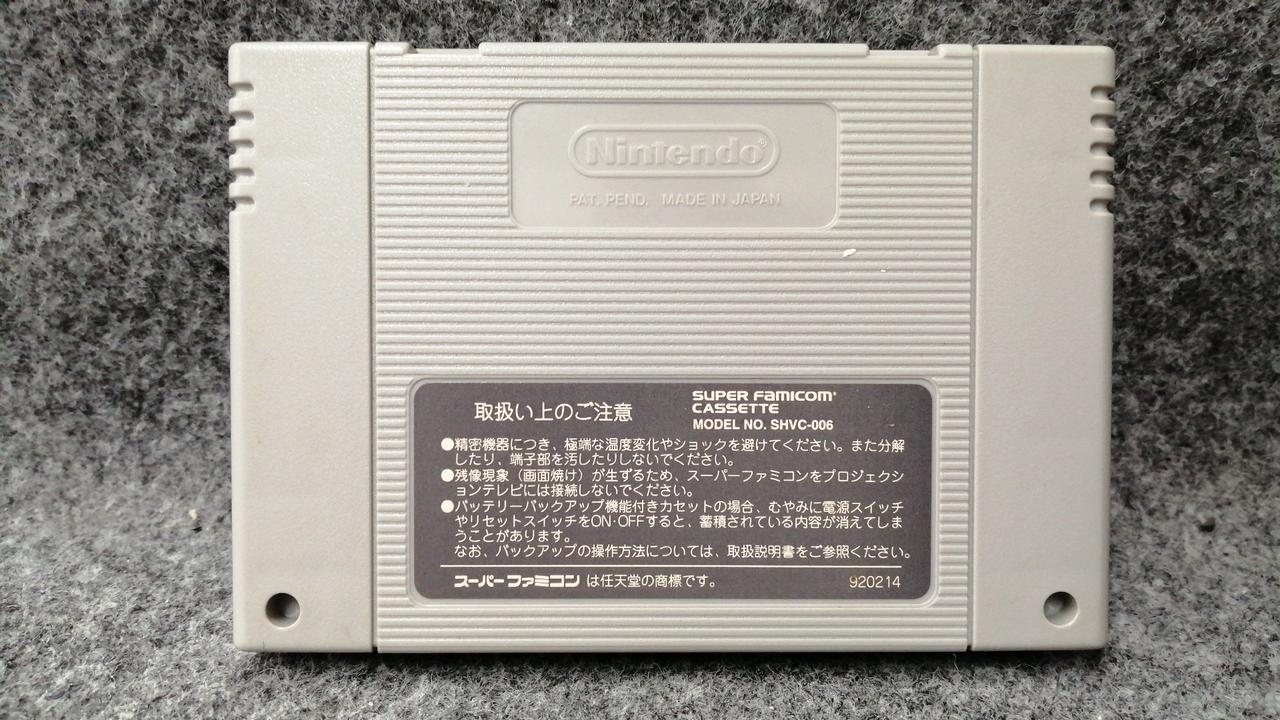 Nintendo®
PAT. PEND. MADE IN JAPAN
取扱い上のご注意
SUPER FAMICOM®
CASSETTE
MODEL NO. SHVC-006
●精密機器につき、極端な温度変化やショックを避けてください。また分解
したり、端子部を汚したりしないでください。
●残像現象（画面焼け）が生ずるため、スーパーファミコンをプロジェクシ
ョンテレビには接続しないでください。
●バッテリーバックアップ機能付きカセットの場合、むやみに電源スイッチ
やリセットスイッチをON·OFFすると、蓄積されている内容が消えてしま
うことがあります。
なお、バックアップの操作方法については、取扱説明書をご参照ください。
スーパーファミコン は任天堂の商標です。
920214